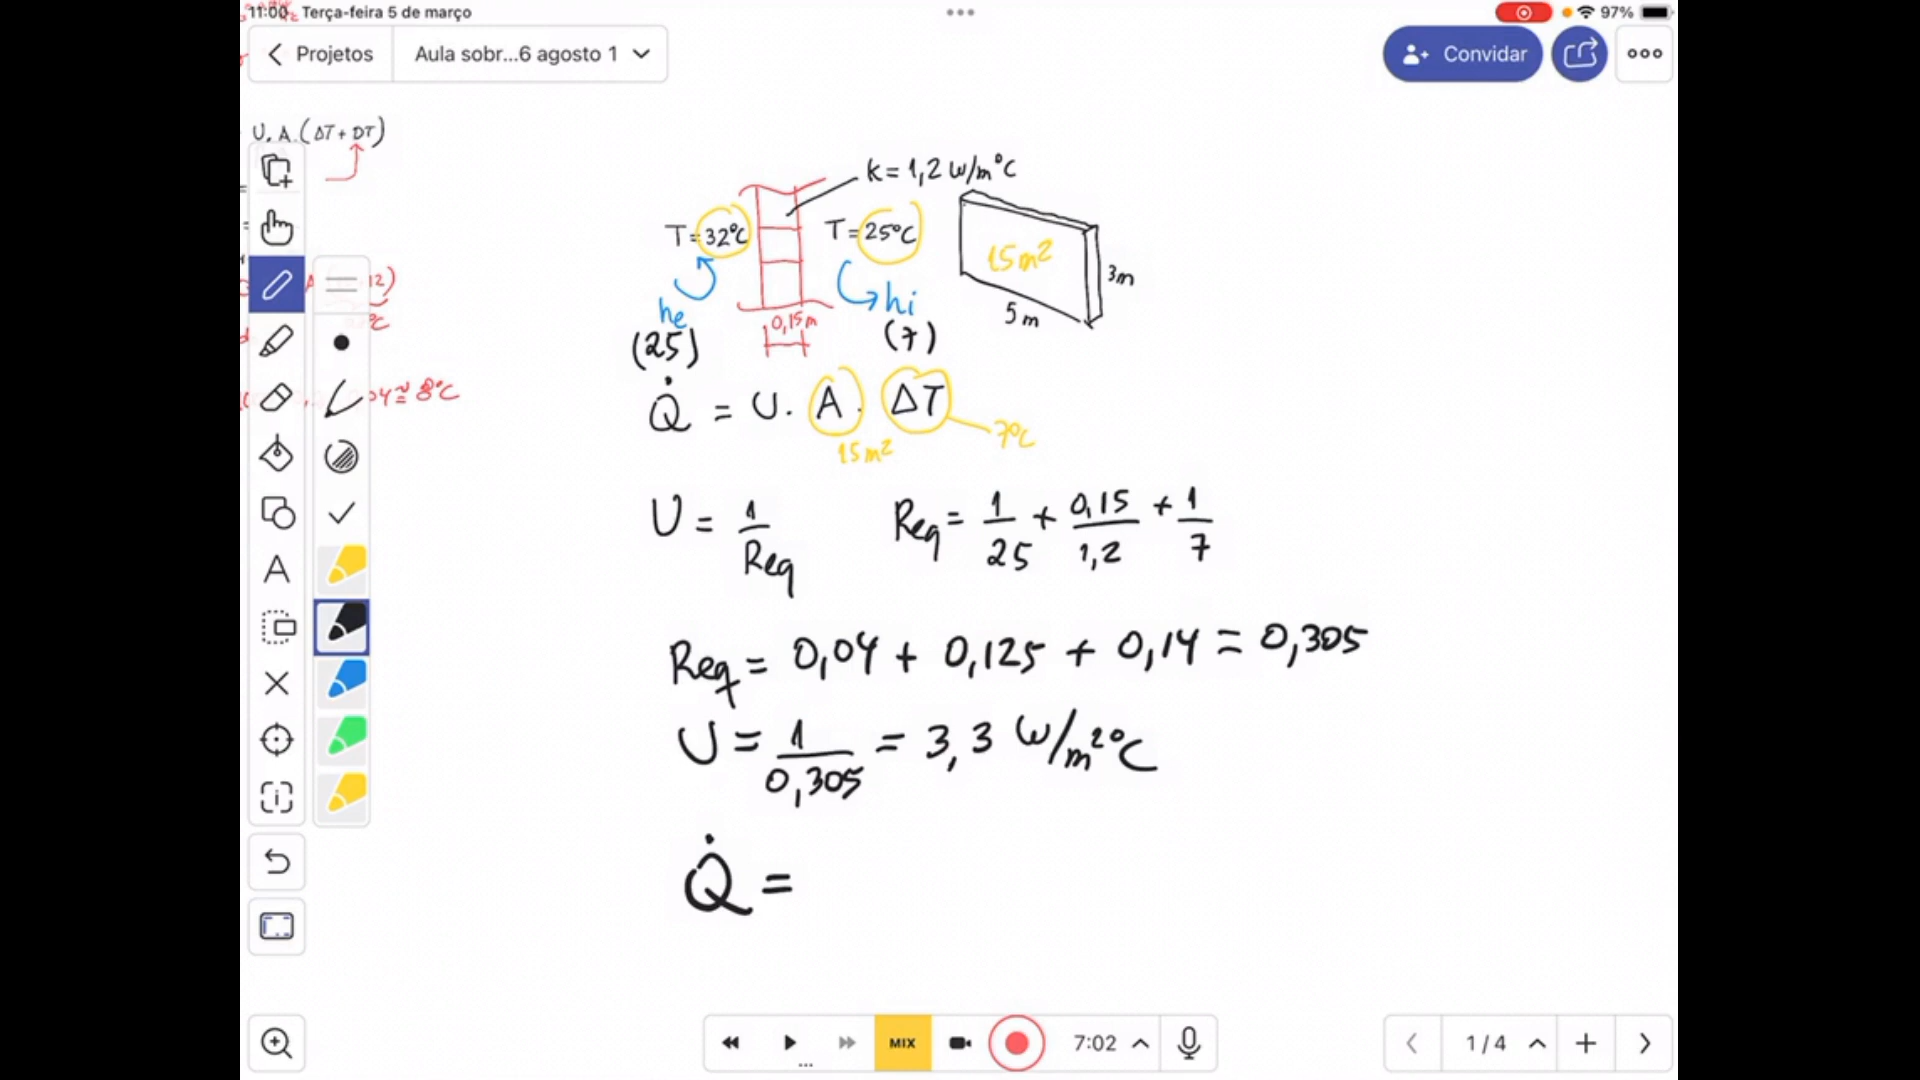 11:00 Terça-feira 5 de março
97%
Projetos
Aula sobr...6 agosto 1
Convidar
U.A.(ΔT + DT)
k = 1,2 W/m°C
T = 32°C
T = 25°C
15m²
3m
5m
he
hi
0,15m
(25)
(7)
Q̇ = U. A. ΔT
15m²
7°C
04 ≅ 8°C
U = 1/Req
Req = 1/25 + 0,15/1,2 + 1/7
Req = 0,04 + 0,125 + 0,14 = 0,305
U = 1/0,305 = 3,3 W/m²°C
Q̇ =
MIX
7:02
1 / 4